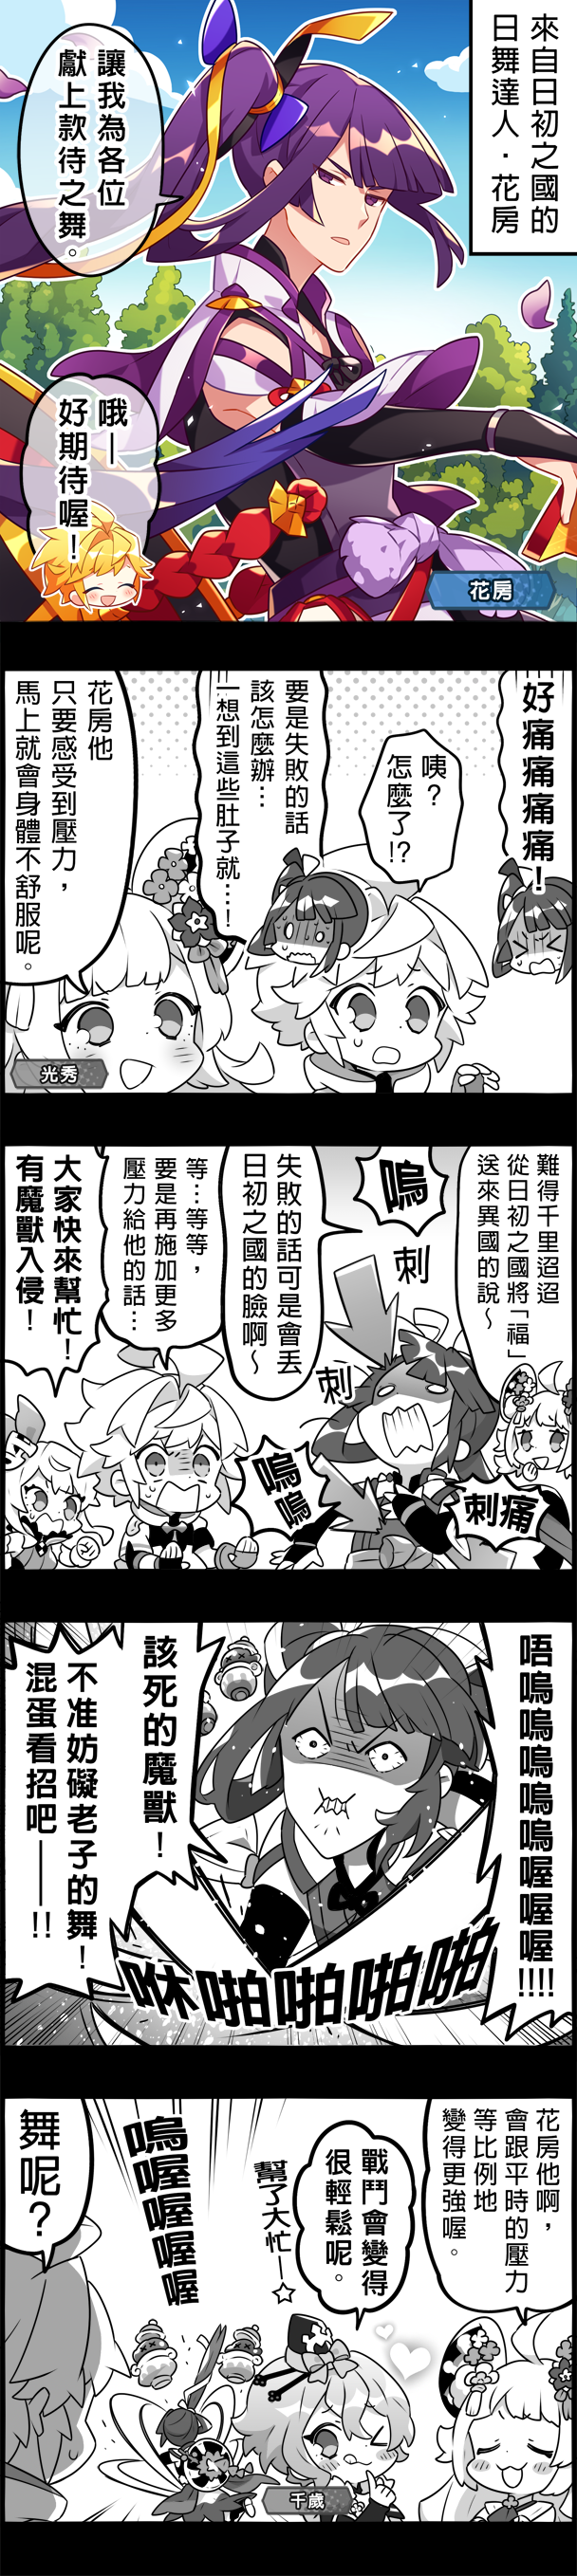 來自日初之國的
日舞達人・花房
讓我為各位
獻上款待之舞。
哦—
好期待喔！
花房
好痛痛痛痛！
咦？
怎麼了!?
要是失敗的話
該怎麼辦…
一想到這些肚子就…！
花房他
只要感受到壓力，
馬上就會身體不舒服呢。
光秀
難得千里迢迢
從日初之國將「福」
送來異國的說～
嗚
刺
刺
失敗的話可是會丟
日初之國的臉啊～
刺痛
嗚
嗚
等…等等，
要是再施加更多
壓力給他的話…
大家快來幫忙！
有魔獸入侵！
唔嗚嗚嗚嗚嗚喔喔喔!!!!
該死的魔獸！
不准妨礙老子的舞！
混蛋看招吧——!!
咻啪啪啪啪
花房他啊，
會跟平時的壓力
等比例地
變得更強喔。
戰鬥會變得
很輕鬆呢。
幫了大忙—☆
嗚喔喔喔喔
舞呢？
千歲